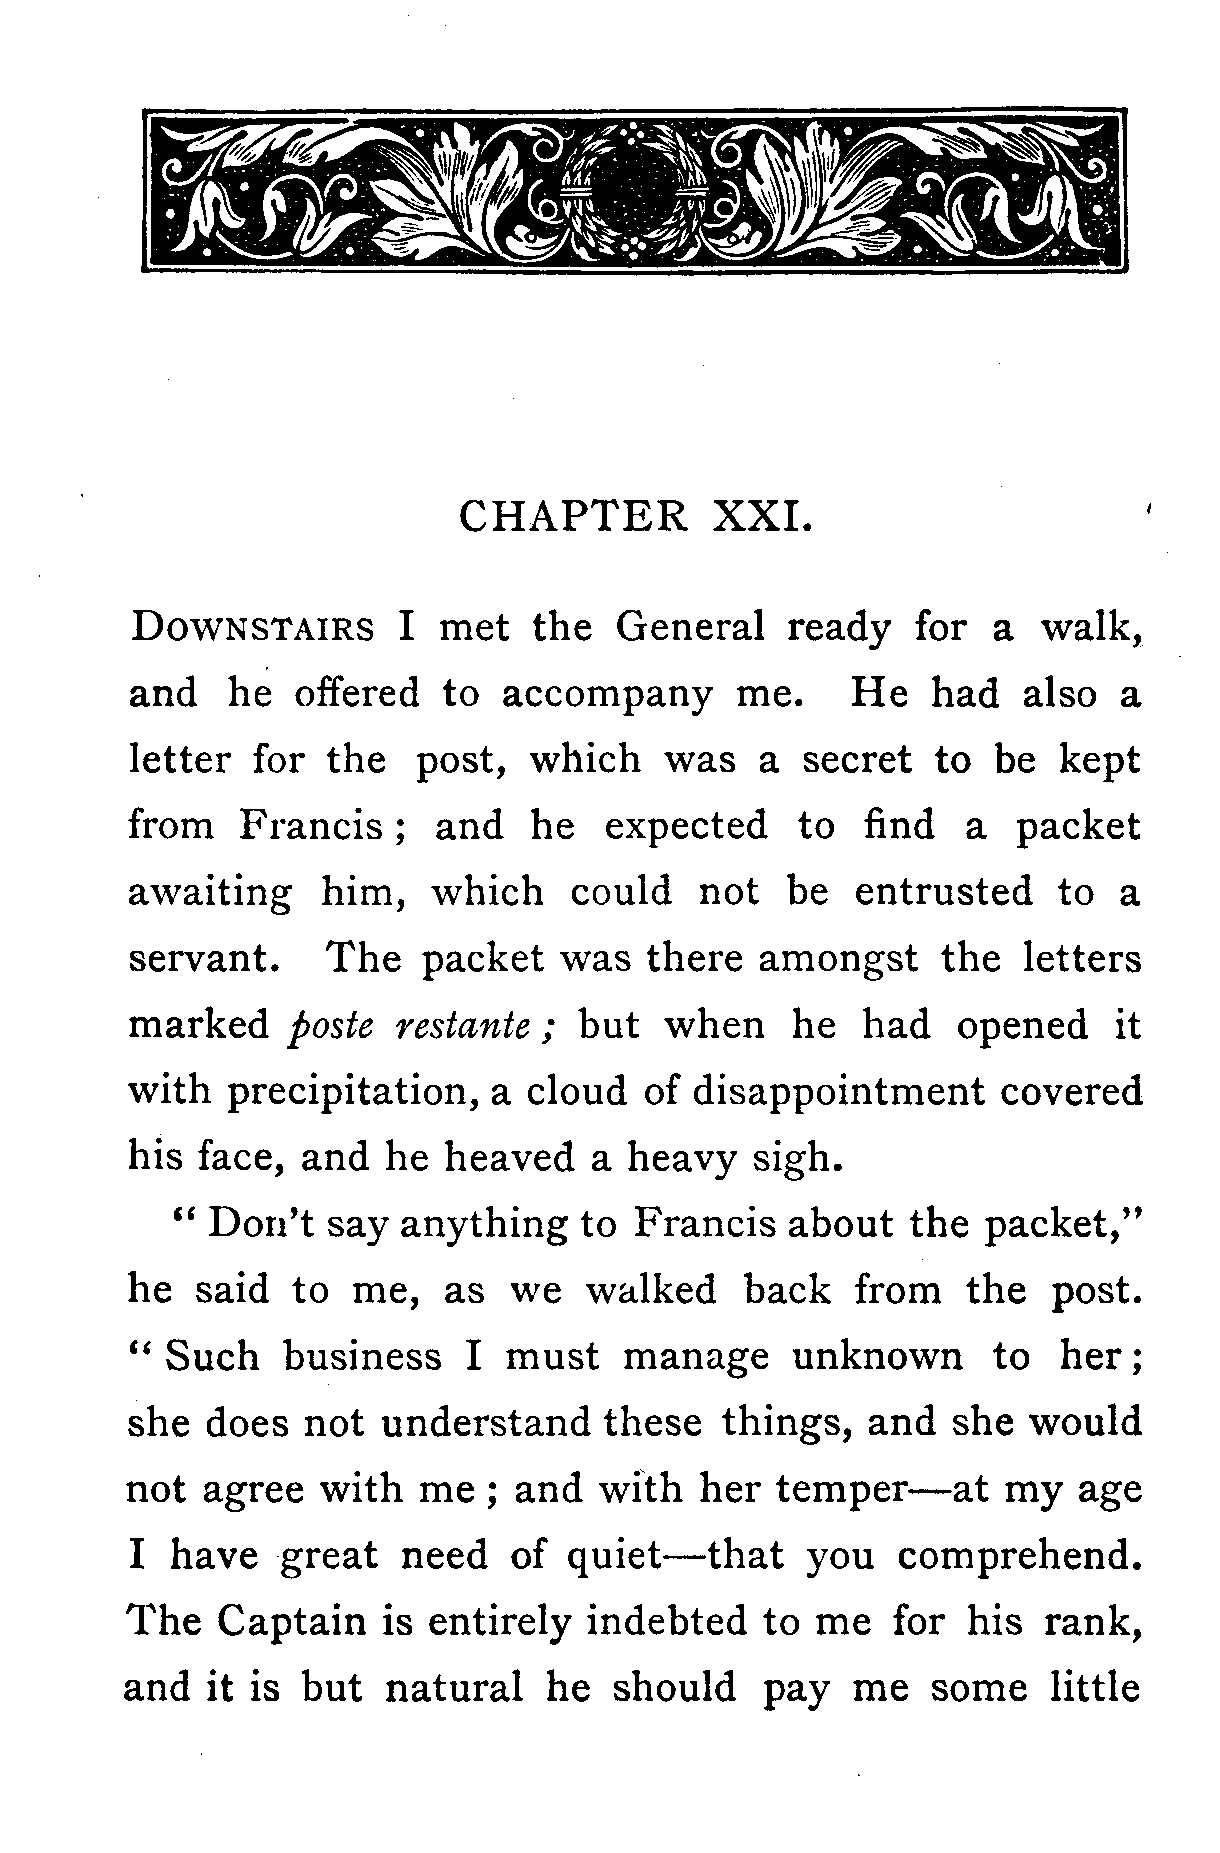 CHAPTER XXI.
DOWNSTAIRS I met the General ready for a walk,
and he offered to accompany me. He had also a
letter for the post, which was a secret to be kept
from Francis ; and he expected to find a packet
awaiting him, which could not be entrusted to a
servant. The packet was there amongst the letters
marked poste restante ; but when he had opened it
with precipitation, a cloud of disappointment covered
his face, and he heaved a heavy sigh.
“ Don’t say anything to Francis about the packet,”
he said to me, as we walked back from the post.
“ Such business I must manage unknown to her ;
she does not understand these things, and she would
not agree with me ; and with her temper—at my age
I have great need of quiet—that you comprehend.
The Captain is entirely indebted to me for his rank,
and it is but natural he should pay me some little